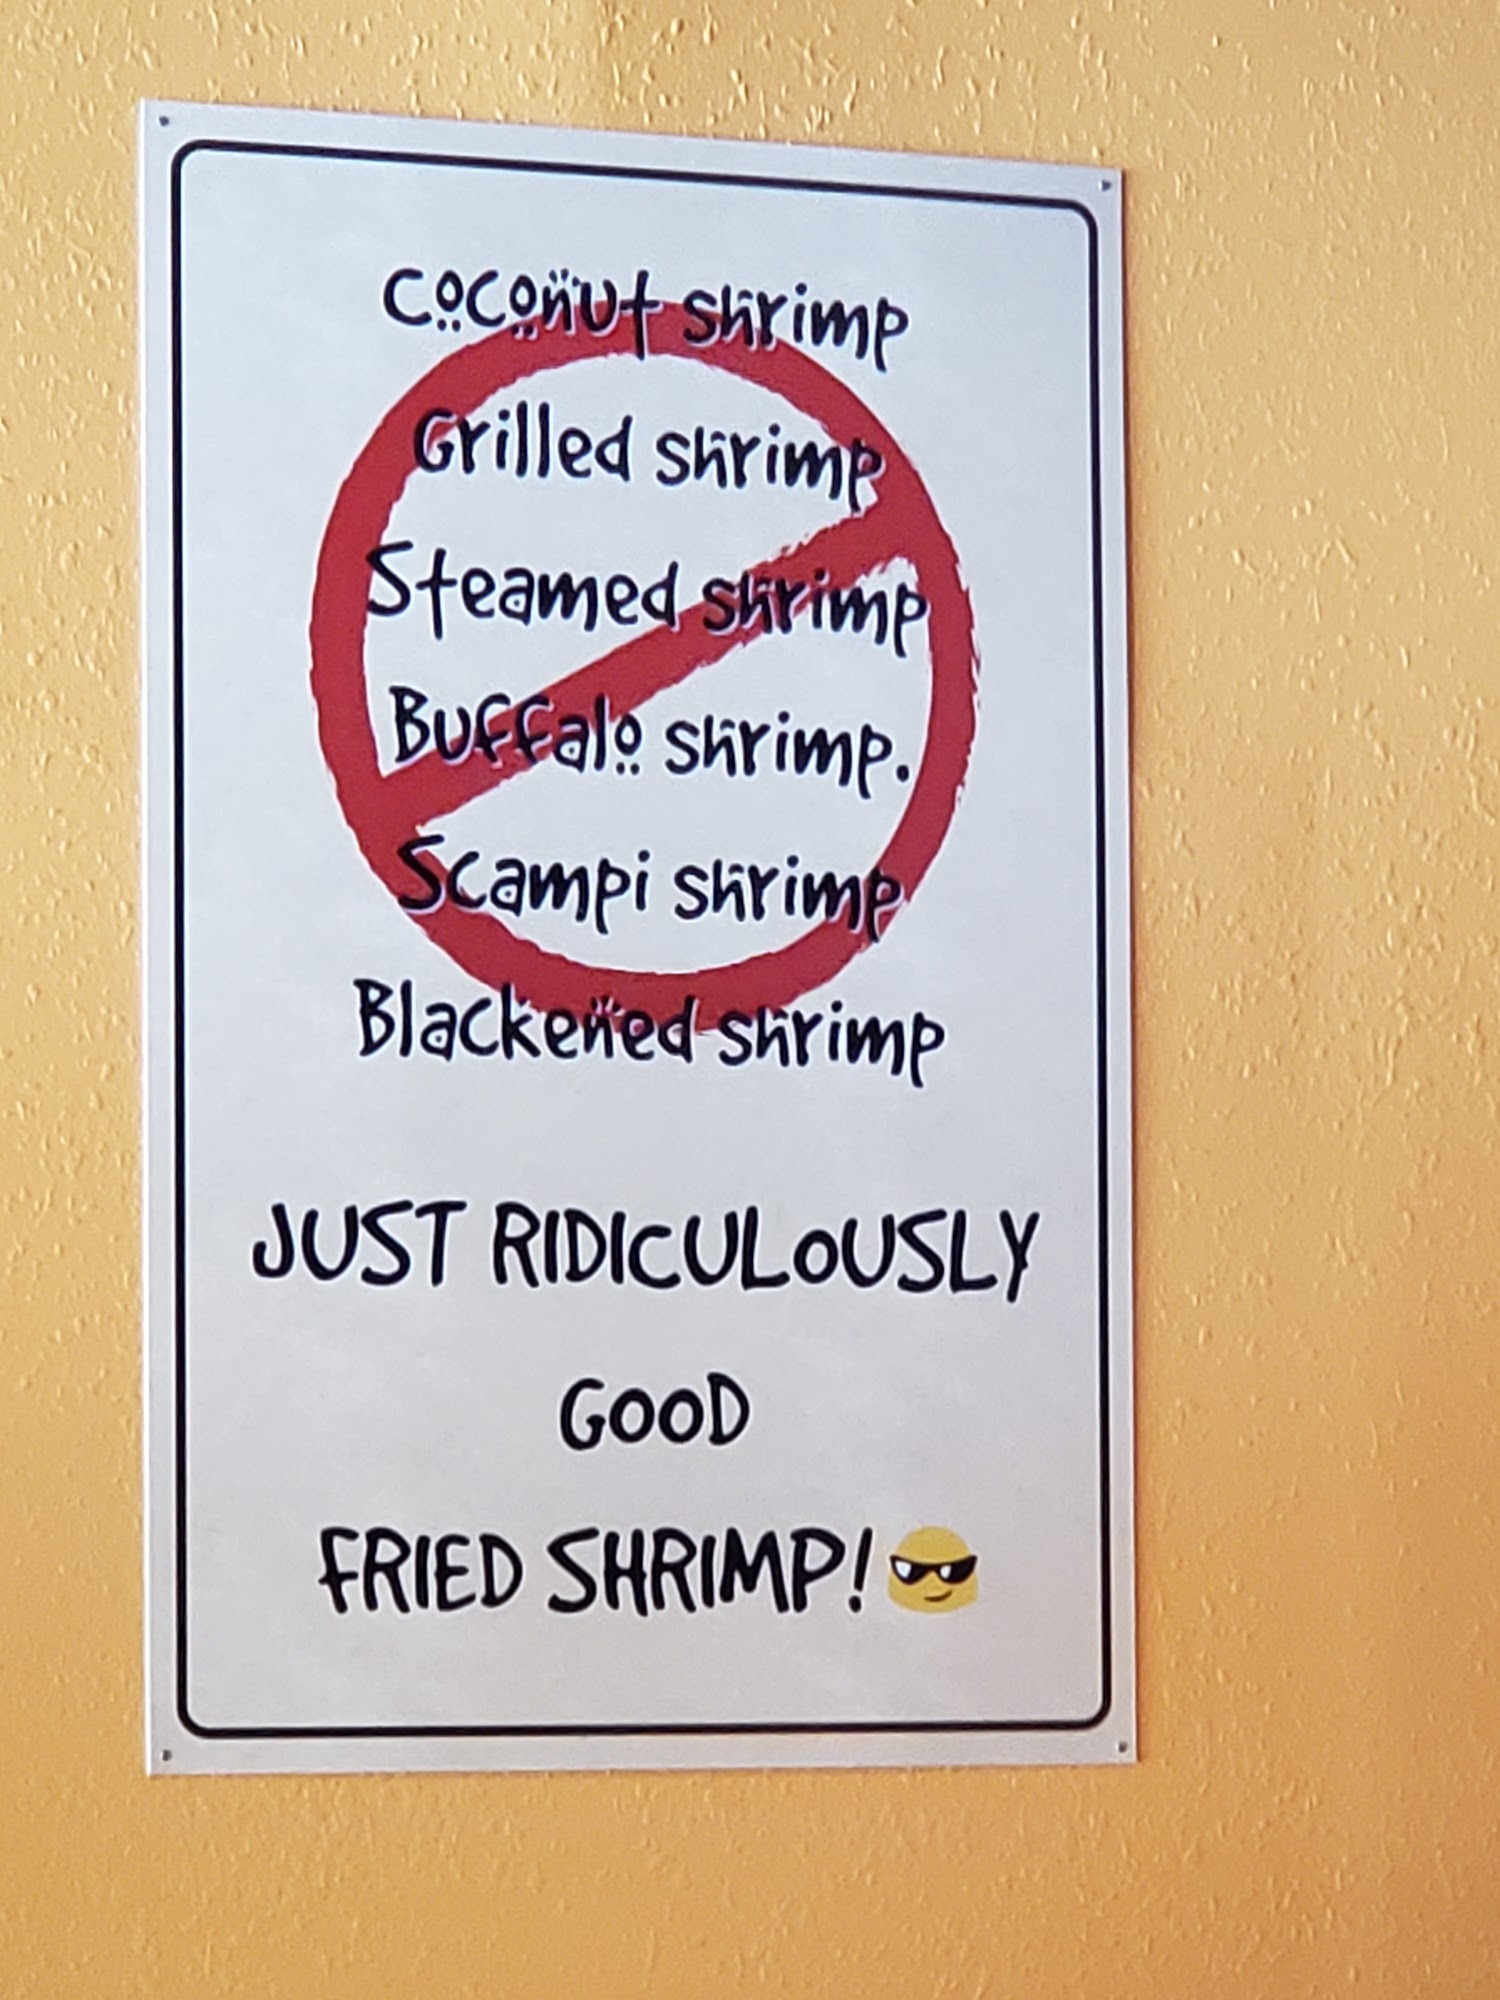 Coconut shrimp
Grilled shrimp
Steamed shrimp
Buffalo shrimp.
Scampi shrimp
Blackened shrimp
JUST RIDICULOUSLY
GOOD
FRIED SHRIMP!😎